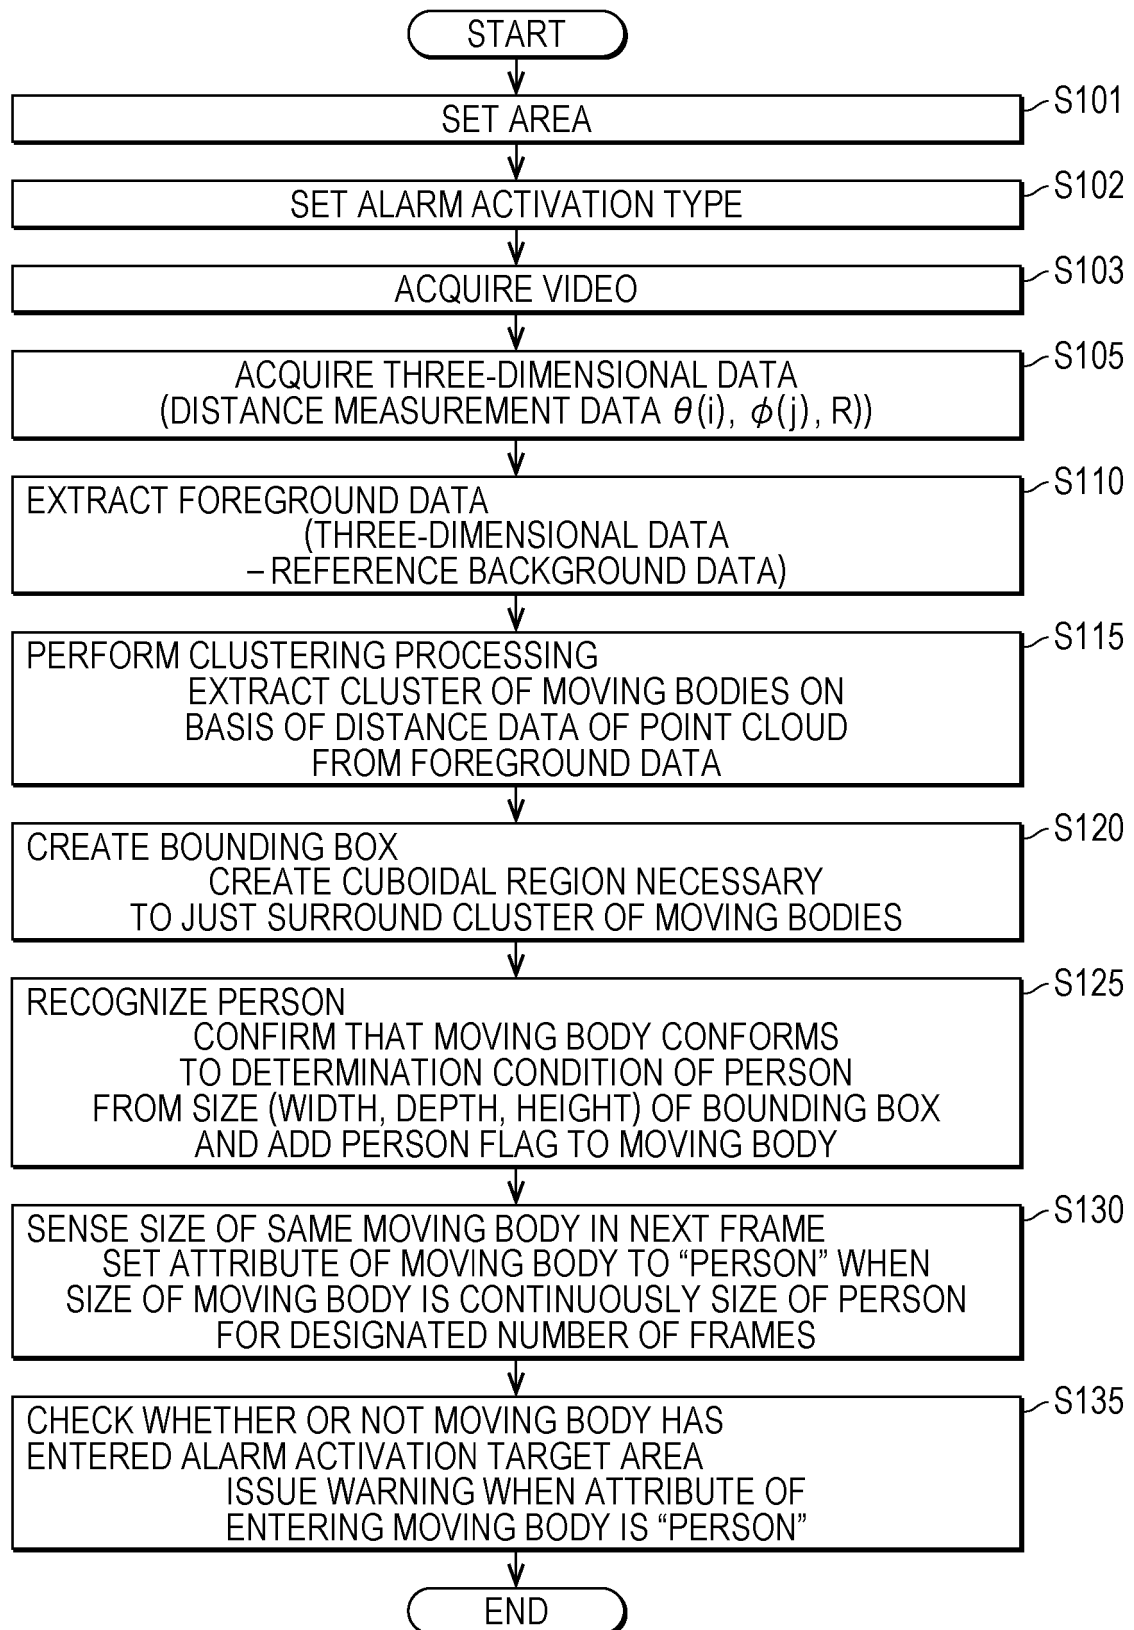 START
S101
SET AREA
S102
SET ALARM ACTIVATION TYPE
S103
ACQUIRE VIDEO
S105
ACQUIRE THREE-DIMENSIONAL DATA
(DISTANCE MEASUREMENT DATA θ(i), φ(j), R))
S110
EXTRACT FOREGROUND DATA
(THREE-DIMENSIONAL DATA
–REFERENCE BACKGROUND DATA)
S115
PERFORM CLUSTERING PROCESSING
EXTRACT CLUSTER OF MOVING BODIES ON
BASIS OF DISTANCE DATA OF POINT CLOUD
FROM FOREGROUND DATA
S120
CREATE BOUNDING BOX
CREATE CUBOIDAL REGION NECESSARY
TO JUST SURROUND CLUSTER OF MOVING BODIES
S125
RECOGNIZE PERSON
CONFIRM THAT MOVING BODY CONFORMS
TO DETERMINATION CONDITION OF PERSON
FROM SIZE (WIDTH, DEPTH, HEIGHT) OF BOUNDING BOX
AND ADD PERSON FLAG TO MOVING BODY
S130
SENSE SIZE OF SAME MOVING BODY IN NEXT FRAME
SET ATTRIBUTE OF MOVING BODY TO “PERSON” WHEN
SIZE OF MOVING BODY IS CONTINUOUSLY SIZE OF PERSON
FOR DESIGNATED NUMBER OF FRAMES
S135
CHECK WHETHER OR NOT MOVING BODY HAS
ENTERED ALARM ACTIVATION TARGET AREA
ISSUE WARNING WHEN ATTRIBUTE OF
ENTERING MOVING BODY IS “PERSON”
END